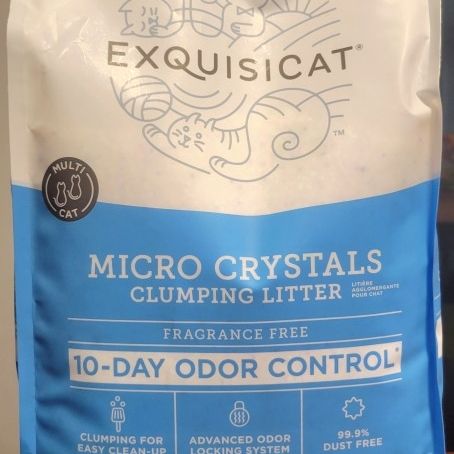 EXQUISICAT®
TM
MULTI
CAT
MICRO CRYSTALS
CLUMPING LITTER
LITIÈRE
AGGLOMÉRANTE
POUR CHAT
FRAGRANCE FREE
10-DAY ODOR CONTROL*
CLUMPING FOR
EASY CLEAN-UP
ADVANCED ODOR
LOCKING SYSTEM
99.9%
DUST FREE